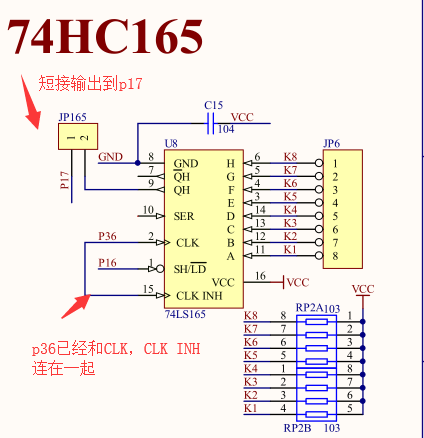 74HC165
短接输出到p17
C15
VCC
104
JP165
1
2
GND
P17
U8
8
7
9
10
2
1
15
GND
QH
QH
SER
CLK
SH/LD
CLK INH
H
G
F
E
D
C
B
A
VCC
74LS165
6
5
4
3
14
13
12
11
16
VCC
K8
K7
K6
K5
K4
K3
K2
K1
JP6
1
2
3
4
5
6
7
8
P36
P16
p36已经和CLK, CLK INH
连在一起
VCC
RP2A 103
K8 8 1
K7 7 2
K6 6 3
K5 5 4
K4 1 8
K3 2 7
K2 3 6
K1 4 5
RP2B 103